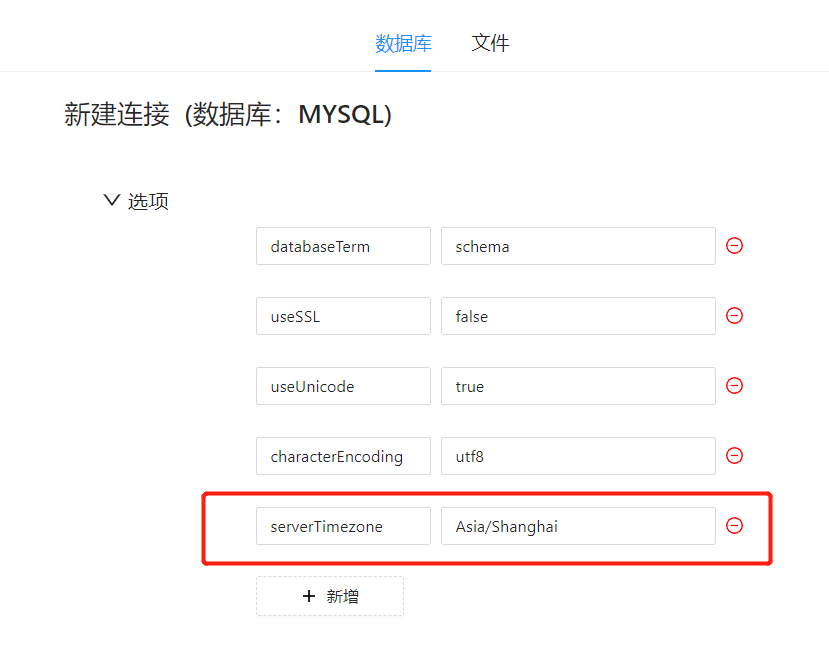 数据库 文件
新建连接 (数据库：MYSQL)
选项
databaseTerm schema
useSSL false
useUnicode true
characterEncoding utf8
serverTimezone Asia/Shanghai
+ 新增